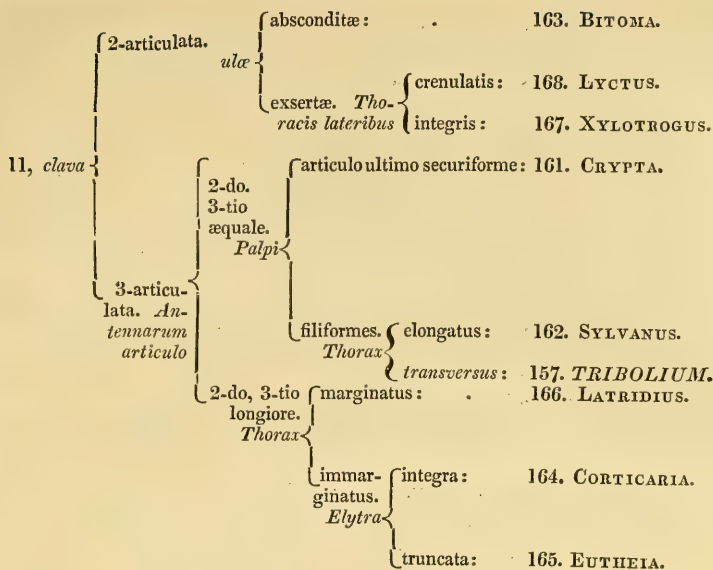 absconditæ: . 163. BITOMA.
2-articulata.
ulæ
exsertæ. Tho- crenulatis: 168. LYCTUS.
racis lateribus integris: 167. XYLOTROGUS.
11, clava
articulo ultimo securiforme: 161. CRYPTA.
2-do.
3-tio
æquale.
Palpi
3-articu-
lata. An-
tennarum
articulo
filiformes. elongatus: 162. SYLVANUS.
Thorax
transversus: 157. TRIBOLIUM.
2-do, 3-tio marginatus: . 166. LATRIDIUS.
longiore.
Thorax
immar- integra: 164. CORTICARIA.
ginatus.
Elytra
truncata: 165. EUTHEIA.